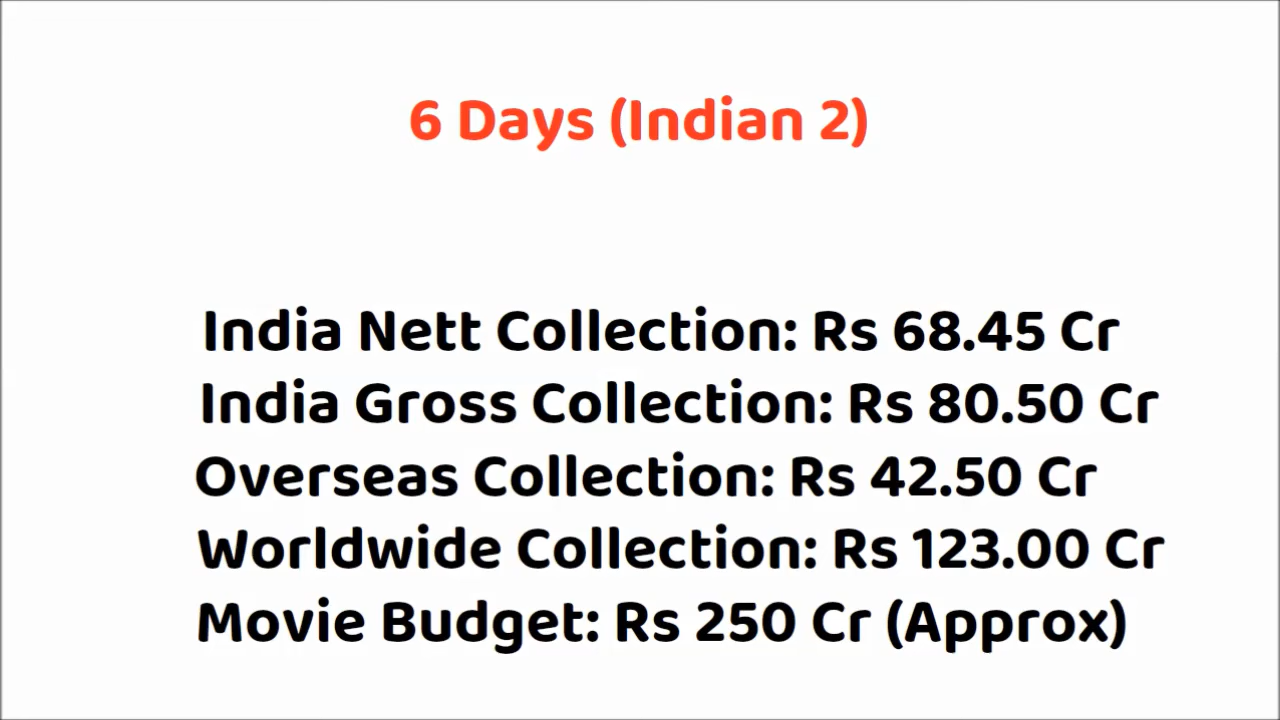 6 Days (Indian 2)
India Nett Collection: Rs 68.45 Cr
India Gross Collection: Rs 80.50 Cr
Overseas Collection: Rs 42.50 Cr
Worldwide Collection: Rs 123.00 Cr
Movie Budget: Rs 250 Cr (Approx)